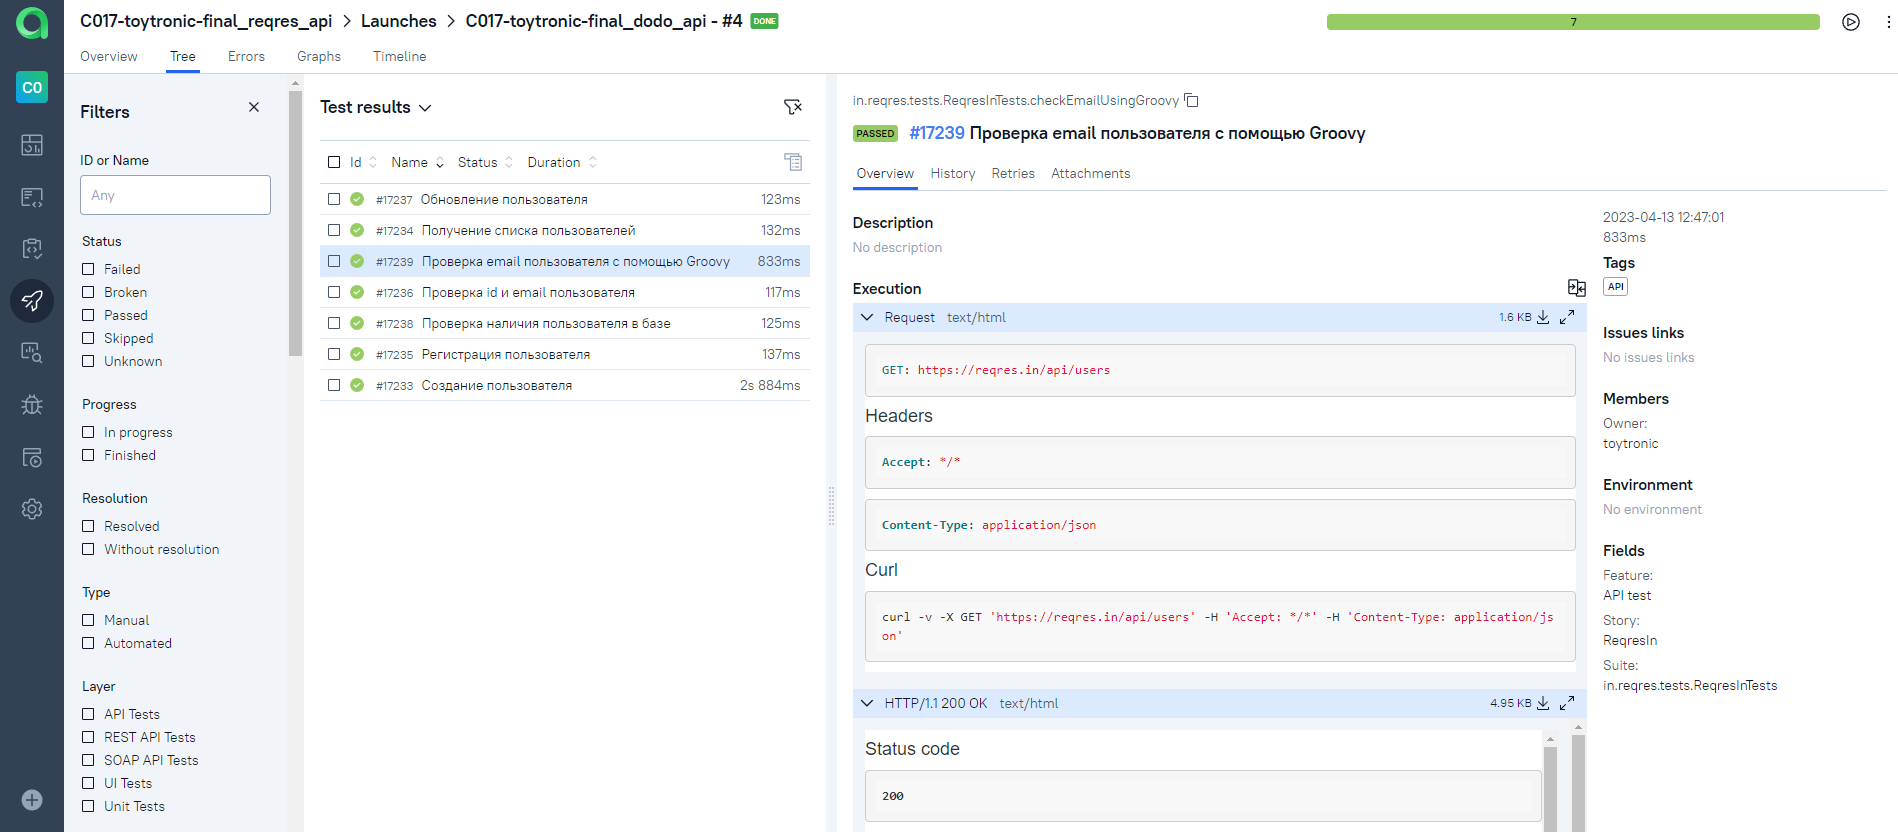 C017-toytronic-final_reqres_api > Launches > C017-toytronic-final_dodo_api - #4 DONE
7
Overview Tree Errors Graphs Timeline
C0
Filters
ID or Name
Any
Status
Failed
Broken
Passed
Skipped
Unknown
Progress
In progress
Finished
Resolution
Resolved
Without resolution
Type
Manual
Automated
Layer
API Tests
REST API Tests
SOAP API Tests
UI Tests
Unit Tests
Test results
Id Name Status Duration
#17237 Обновление пользователя 123ms
#17234 Получение списка пользователей 132ms
#17239 Проверка email пользователя с помощью Groovy 833ms
#17236 Проверка id и email пользователя 117ms
#17238 Проверка наличия пользователя в базе 125ms
#17235 Регистрация пользователя 137ms
#17233 Создание пользователя 2s 884ms
in.reqres.tests.ReqresInTests.checkEmailUsingGroovy
PASSED #17239 Проверка email пользователя с помощью Groovy
Overview History Retries Attachments
Description
No description
Execution
Request text/html 1.6 KB
GET: https://reqres.in/api/users
Headers
Accept: */*
Content-Type: application/json
Curl
curl -v -X GET 'https://reqres.in/api/users' -H 'Accept: */*' -H 'Content-Type: application/js
on'
HTTP/1.1 200 OK text/html 4.95 KB
Status code
200
2023-04-13 12:47:01
833ms
Tags
API
Issues links
No issues links
Members
Owner:
toytronic
Environment
No environment
Fields
Feature:
API test
Story:
ReqresIn
Suite:
in.reqres.tests.ReqresInTests